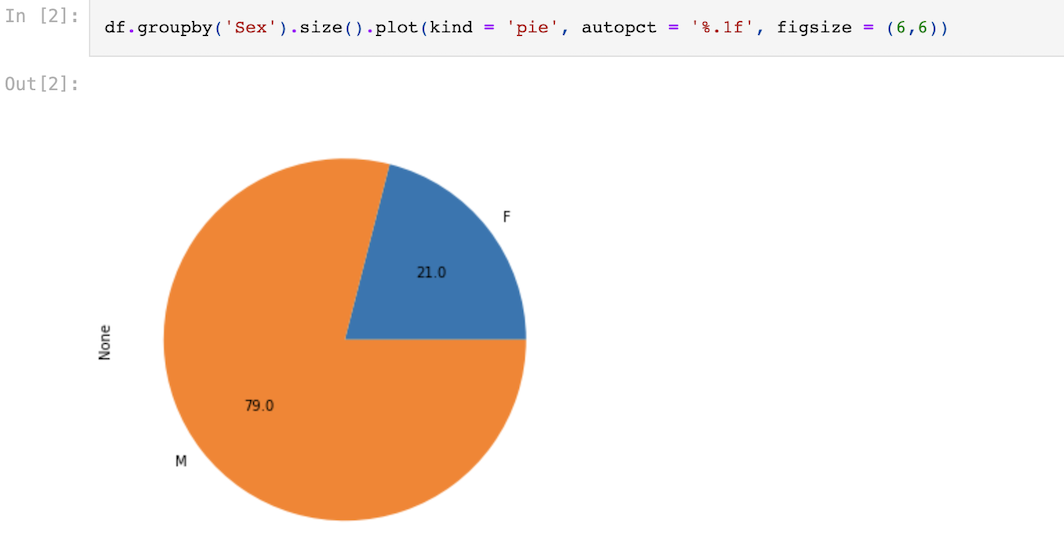 In [2]:
df.groupby('Sex').size().plot(kind = 'pie', autopct = '%.1f', figsize = (6,6))
Out[2]:
F
21.0
None
79.0
M